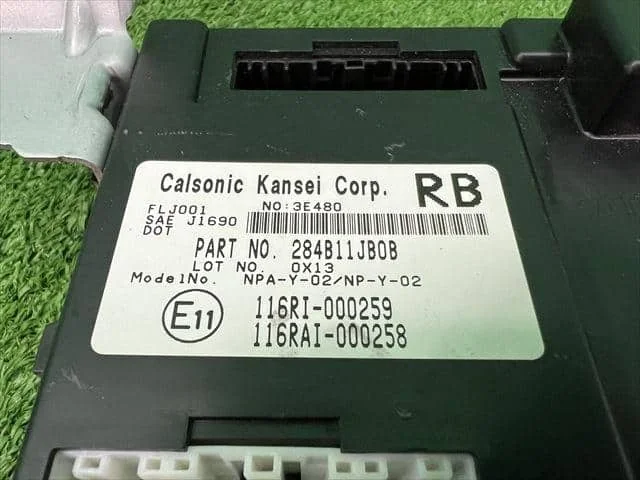 Calsonic Kansei Corp. RB
FLJ001 NO:3E480
SAE J1690
DOT
PART NO. 284B11JB0B
LOT NO. 0X13
ModelNo. NPA-Y-02/NP-Y-02
E11 116RI-000259
116RAI-000258